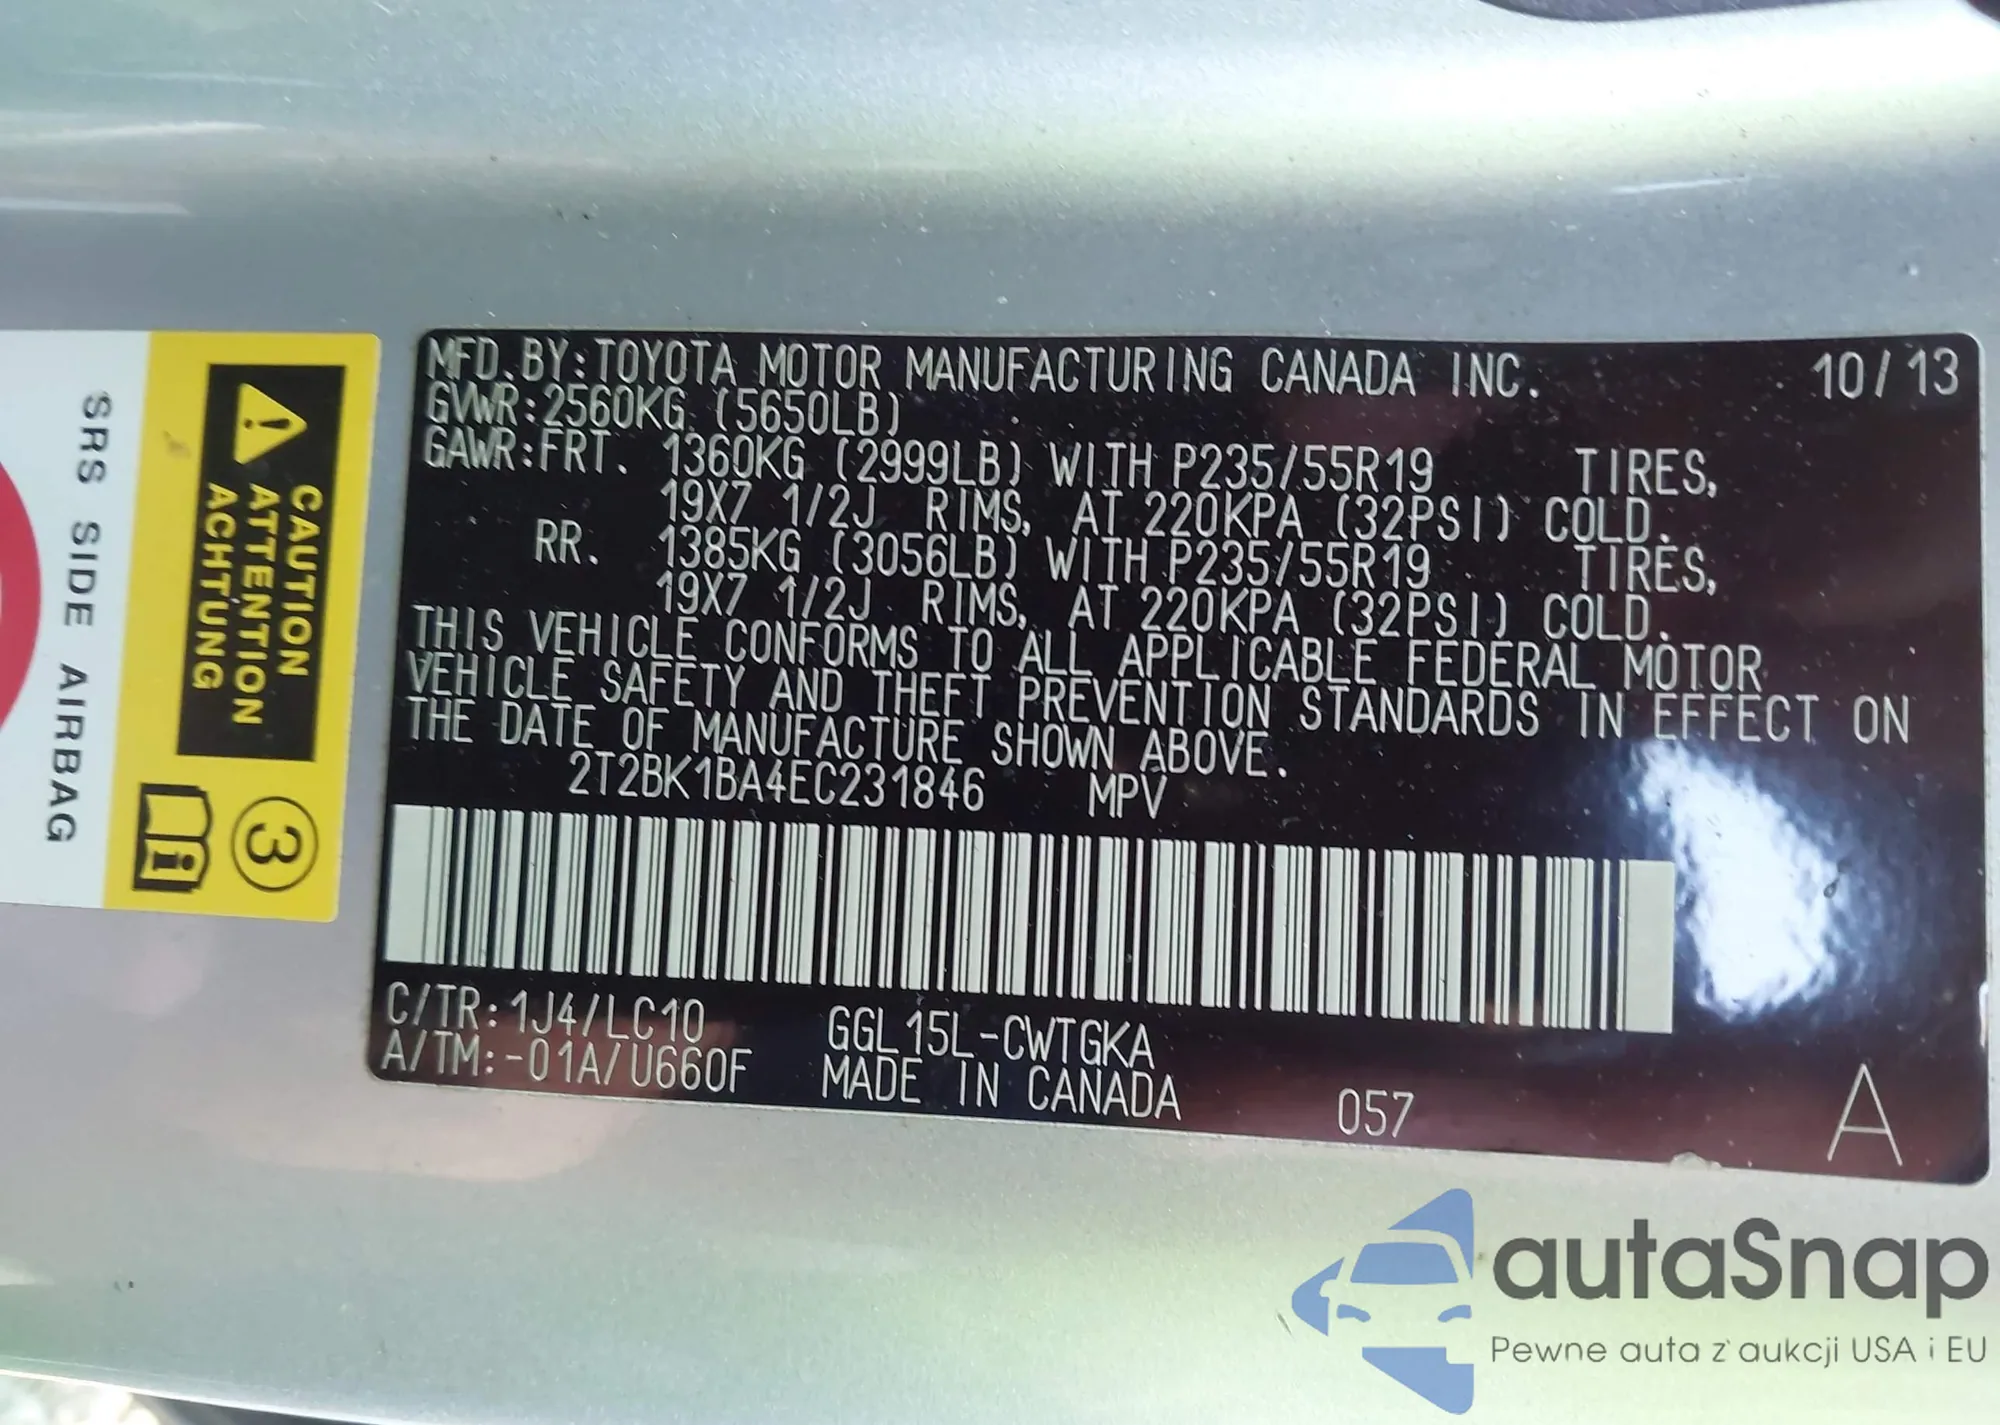 MFD.BY:TOYOTA MOTOR MANUFACTURING CANADA INC. 10/13
GVWR:2560KG (5650LB)
GAWR:FRT. 1360KG (2999LB) WITH P235/55R19 TIRES,
19X7 1/2J RIMS, AT 220KPA (32PSI) COLD.
RR. 1385KG (3056LB) WITH P235/55R19 TIRES,
19X7 1/2J RIMS, AT 220KPA (32PSI) COLD.
THIS VEHICLE CONFORMS TO ALL APPLICABLE FEDERAL MOTOR
VEHICLE SAFETY AND THEFT PREVENTION STANDARDS IN EFFECT ON
THE DATE OF MANUFACTURE SHOWN ABOVE.
2T2BK1BA4EC231846 MPV
C/TR:1J4/LC10 GGL15L-CWTGKA
A/TM:-01A/U660F MADE IN CANADA 057 A
CAUTION
ATTENTION
ACHTUNG
3
i
SRS SIDE AIRBAG
autaSnap
Pewne auta z aukcji USA i EU